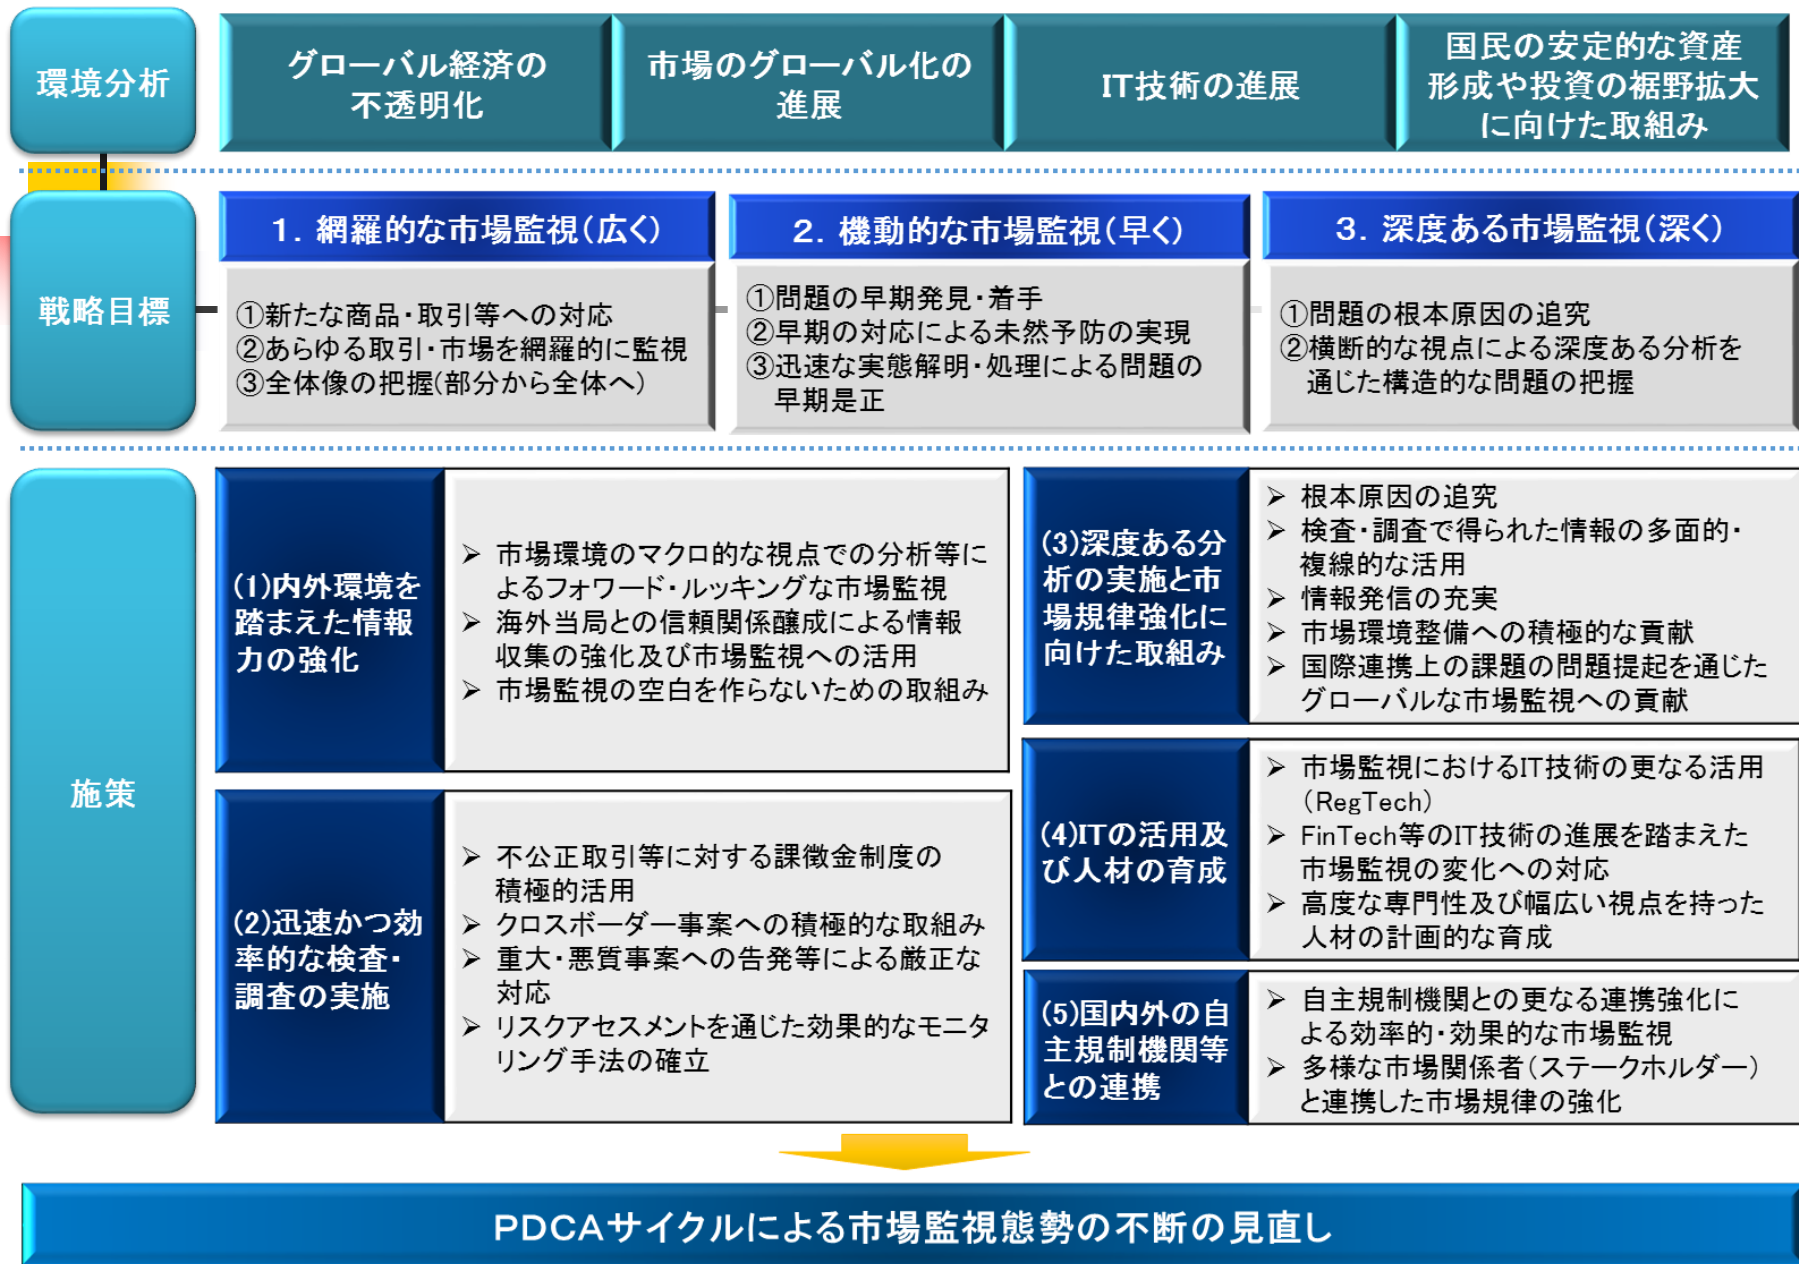 環境分析
グローバル経済の
不透明化
市場のグローバル化の
進展
IT技術の進展
国民の安定的な資産
形成や投資の裾野拡大
に向けた取組み
戦略目標
１．網羅的な市場監視（広く）
①新たな商品・取引等への対応
②あらゆる取引・市場を網羅的に監視
③全体像の把握(部分から全体へ)
２．機動的な市場監視（早く）
①問題の早期発見・着手
②早期の対応による未然予防の実現
③迅速な実態解明・処理による問題の
早期是正
３．深度ある市場監視（深く）
①問題の根本原因の追究
②横断的な視点による深度ある分析を
通じた構造的な問題の把握
施策
(1)内外環境を
踏まえた情報
力の強化
➢ 市場環境のマクロ的な視点での分析等に
よるフォワード・ルッキングな市場監視
➢ 海外当局との信頼関係醸成による情報
収集の強化及び市場監視への活用
➢ 市場監視の空白を作らないための取組み
(2)迅速かつ効
率的な検査・
調査の実施
➢ 不公正取引等に対する課徴金制度の
積極的活用
➢ クロスボーダー事案への積極的な取組み
➢ 重大・悪質事案への告発等による厳正な
対応
➢ リスクアセスメントを通じた効果的なモニタ
リング手法の確立
(3)深度ある分
析の実施と市
場規律強化に
向けた取組み
➢ 根本原因の追究
➢ 検査・調査で得られた情報の多面的・
複線的な活用
➢ 情報発信の充実
➢ 市場環境整備への積極的な貢献
➢ 国際連携上の課題の問題提起を通じた
グローバルな市場監視への貢献
(4)ITの活用及
び人材の育成
➢ 市場監視におけるIT技術の更なる活用
（RegTech）
➢ FinTech等のIT技術の進展を踏まえた
市場監視の変化への対応
➢ 高度な専門性及び幅広い視点を持った
人材の計画的な育成
(5)国内外の自
主規制機関等
との連携
➢ 自主規制機関との更なる連携強化に
よる効率的・効果的な市場監視
➢ 多様な市場関係者（ステークホルダー）
と連携した市場規律の強化
PDCAサイクルによる市場監視態勢の不断の見直し